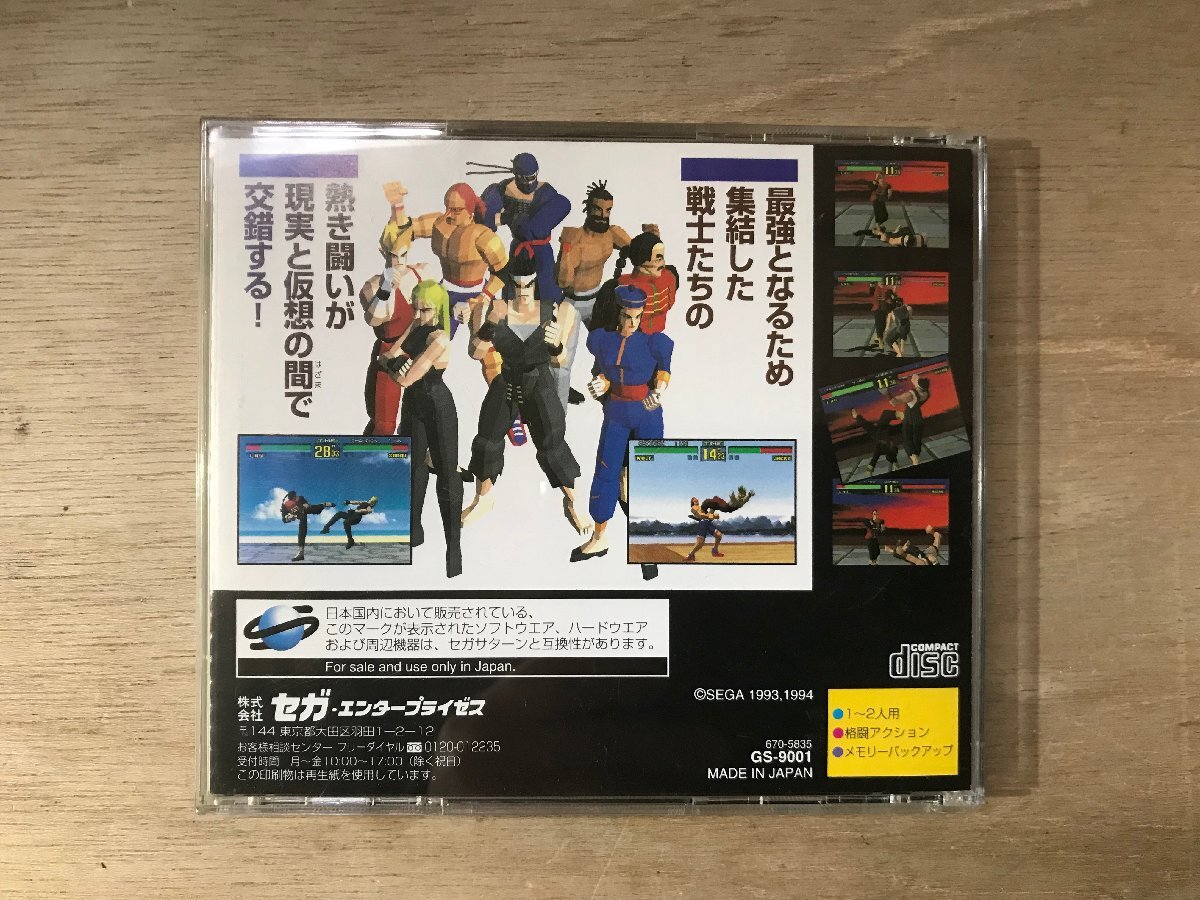 最強となるため
集結した
戦士たちの
熱き闘いが
現実と仮想の間で
はざま
交錯する!
28
14
11
11
11
11
日本国内において販売されている、
このマークが表示されたソフトウエア、ハードウエア
および周辺機器は、セガサターンと互換性があります。
For sale and use only in Japan.
COMPACT
disc
株式会社 セガ・エンタープライゼス
〒144 東京都大田区羽田1-2-12
お客様相談センター フリーダイヤル 0120-012235
受付時間 月〜金10:00〜17:00(除く祝日)
この印刷物は再生紙を使用しています。
©SEGA 1993,1994
670-5835
GS-9001
MADE IN JAPAN
●1〜2人用
●格闘アクション
●メモリーバックアップ